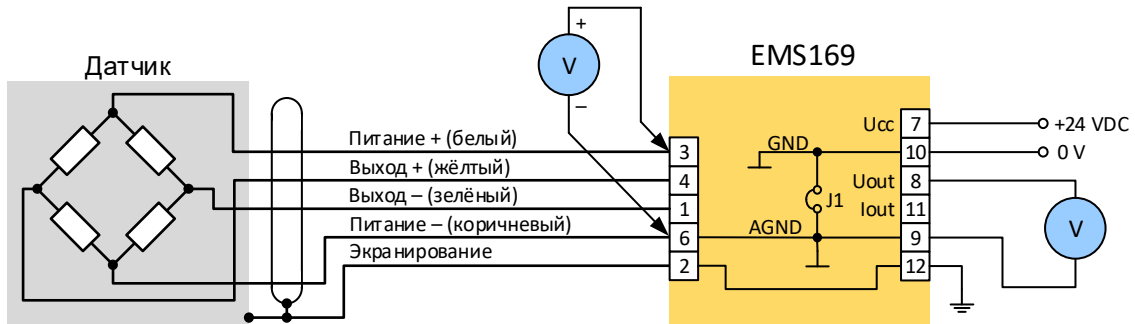 Датчик
EMS169
+
V
–
Питание + (белый)
3
Выход + (жёлтый)
4
Выход – (зелёный)
1
Питание – (коричневый)
6
Экранирование
2
GND
J1
AGND
Ucc
7
+24 VDC
10
0 V
Uout
8
Iout
11
9
12
V